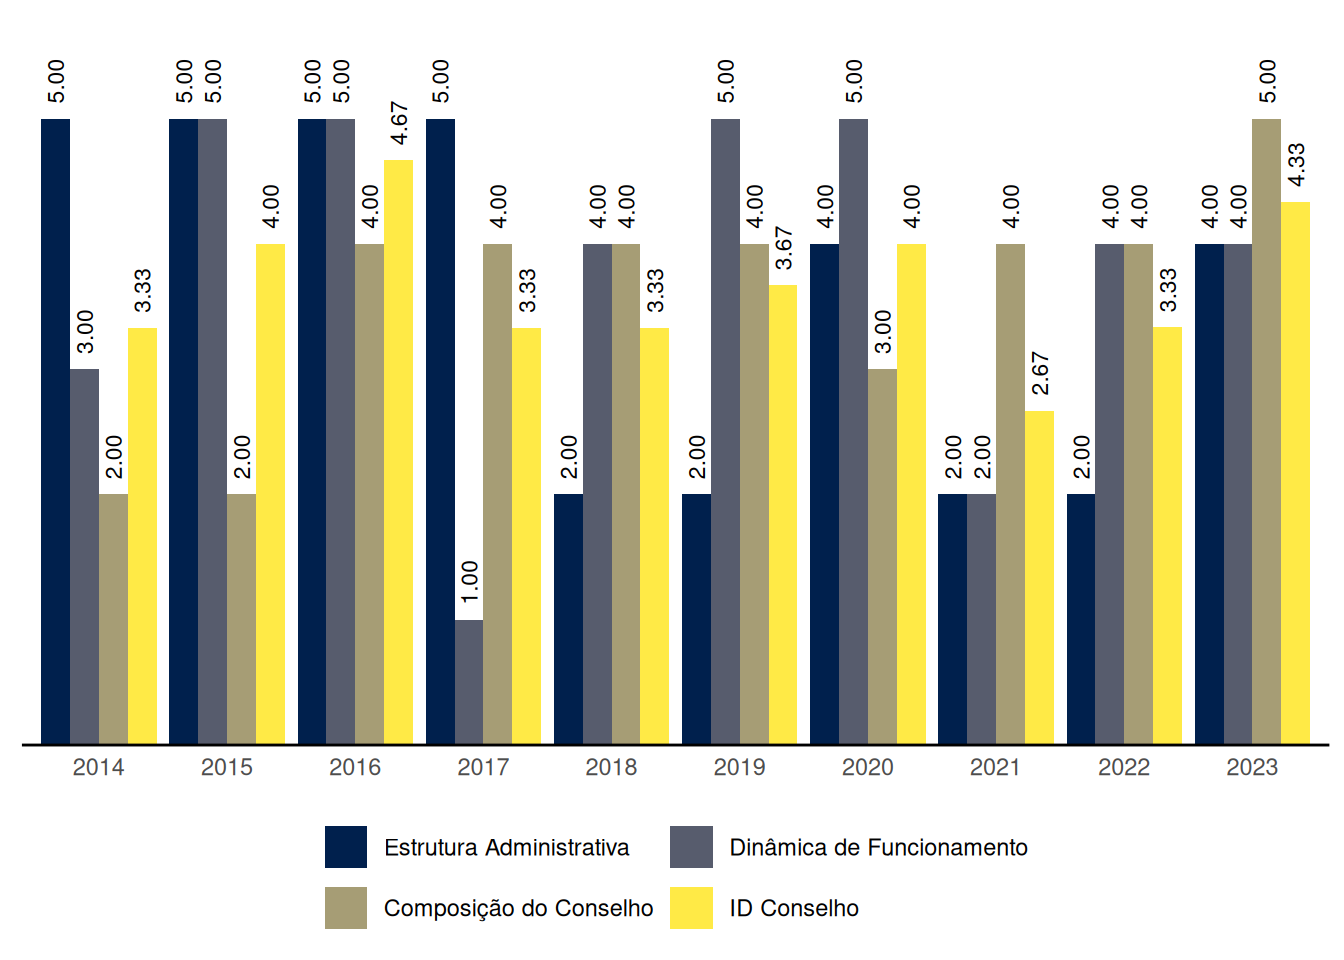 5.00 3.00 2.00 3.33
5.00 5.00 2.00 4.00
5.00 5.00 4.00 4.67
5.00 1.00 4.00 3.33
2.00 4.00 4.00 3.33
2.00 5.00 4.00 3.67
4.00 5.00 3.00 4.00
2.00 2.00 4.00 2.67
2.00 4.00 4.00 3.33
4.00 4.00 5.00 4.33
2014 2015 2016 2017 2018 2019 2020 2021 2022 2023
Estrutura Administrativa Dinâmica de Funcionamento
Composição do Conselho ID Conselho